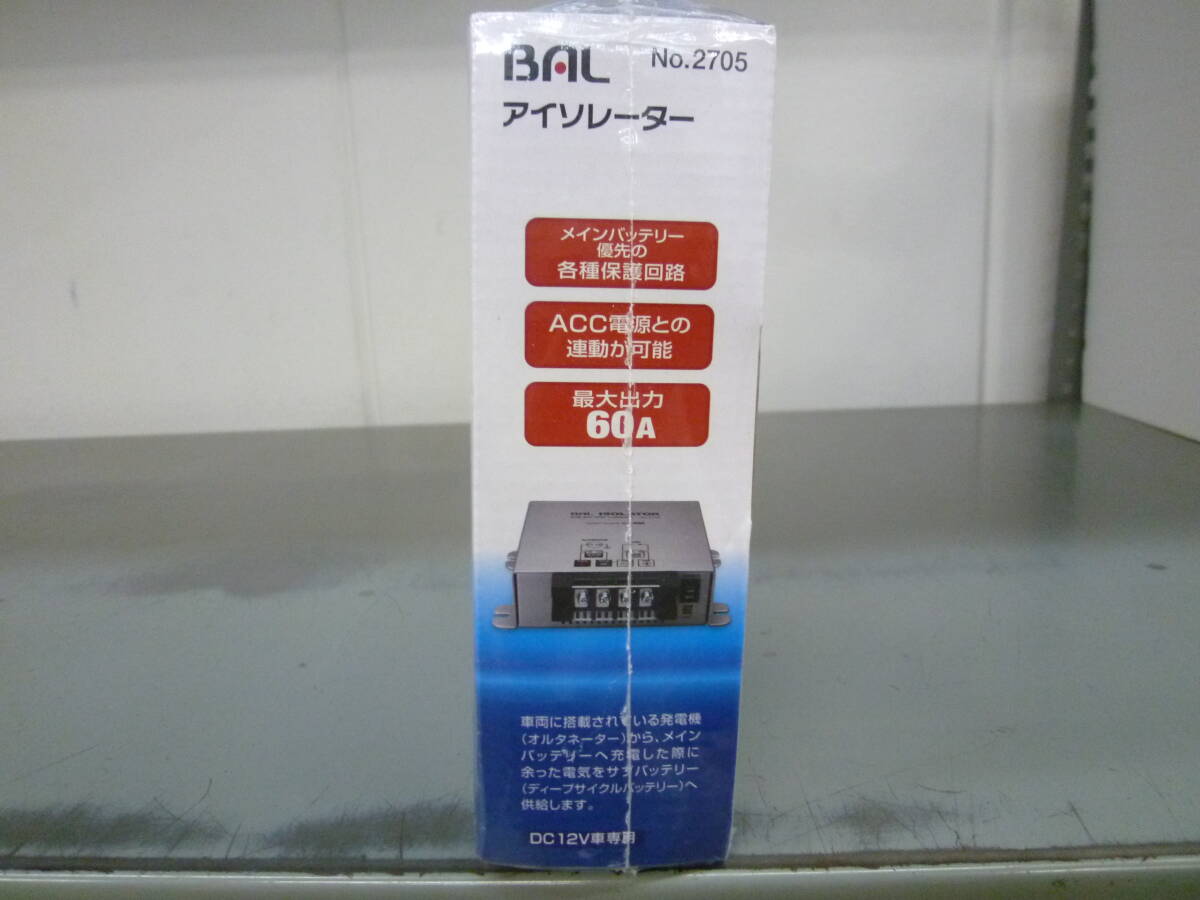 BAL No.2705
アイソレーター
メインバッテリー
優先の
各種保護回路
ACC電源との
連動が可能
最大出力
60A
BAL ISOLATOR
車両に搭載されている発電機
(オルタネーター)から、メイン
バッテリーへ充電した際に
余った電気をサブバッテリー
(ディープサイクルバッテリー)へ
供給します。
DC12V車専用